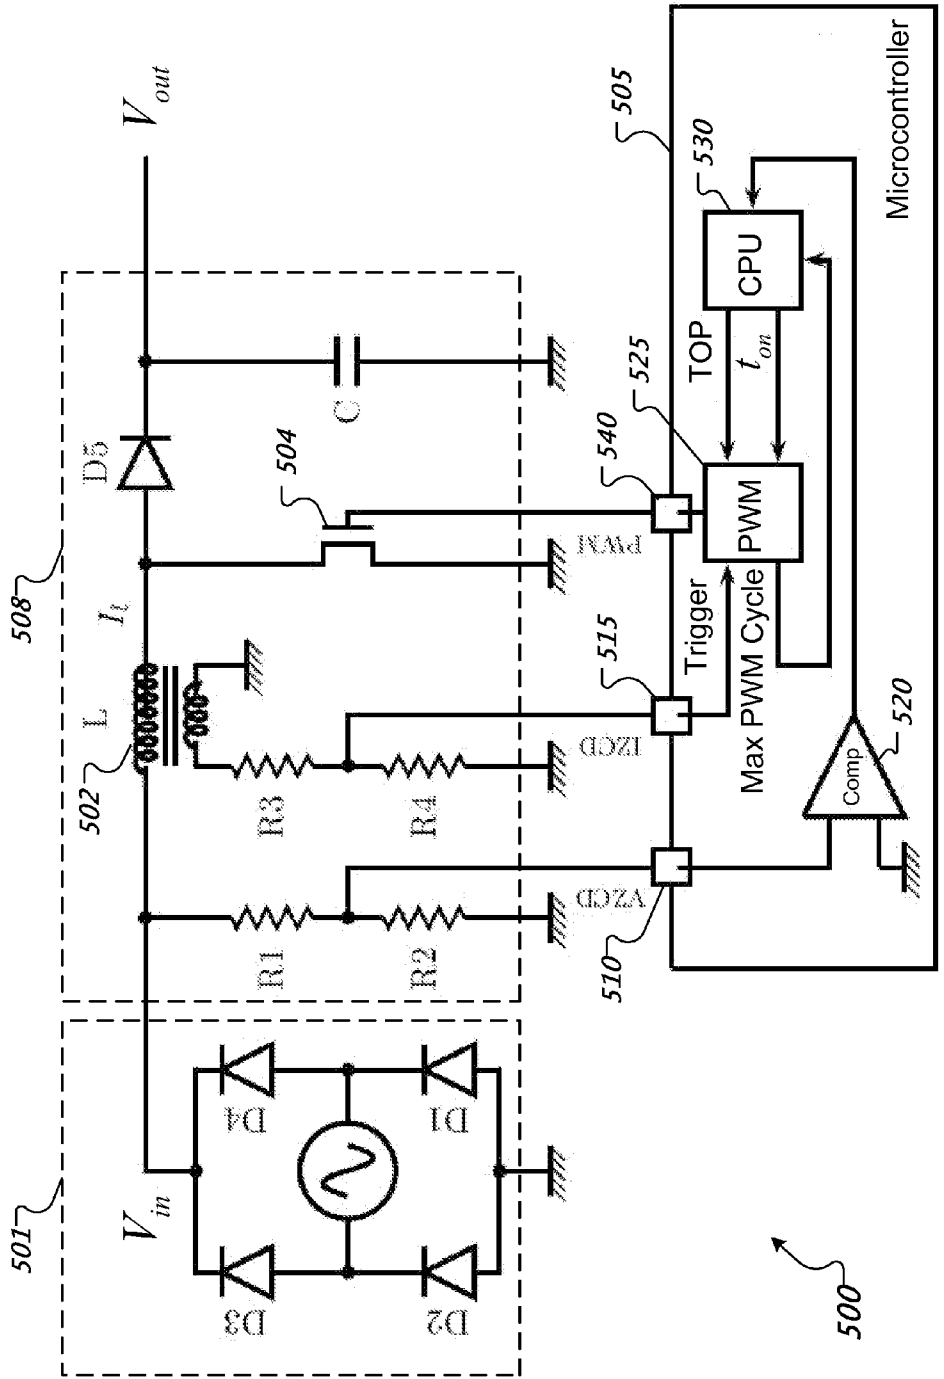 501
508
V_in
D3
D4
D2
D1
R1
R2
502
L
R3
R4
I_l
504
D5
C
V_out
VZCD
IZCD
PWM
510
515
540
525
505
530
520
Trigger
Max PWM Cycle
PWM
TOP
t_on
CPU
Comp
Microcontroller
500